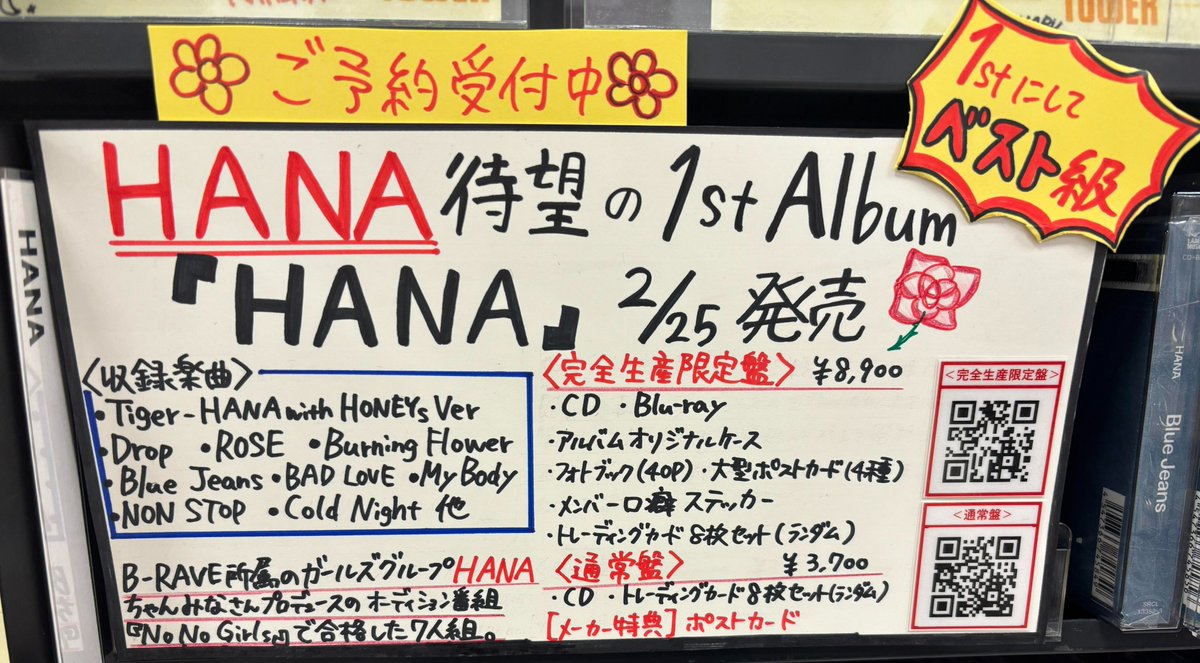 TOWER
ご予約受付中
1stにして
ベスト級
HANA 待望の1st Album
『HANA』 2/25 発売
<収録楽曲>
・Tiger-HANA with HONEYs Ver
・Drop ・ROSE ・Burning Flower
・Blue Jeans ・BAD LOVE ・My Body
・NON STOP ・Cold Night 他
B-RAVE所属のガールズグループHANA
ちゃんみなさんプロデュースのオーディション番組
『No No Girls』で合格した7人組。
<完全生産限定盤> ¥8,900
・CD ・Blu-ray
・アルバムオリジナルケース
・フォトブック(40P) ・大型ポストカード(4種)
・メンバー口癖ステッカー
・トレーディングカード8枚セット(ランダム)
<通常盤> ¥3,700
・CD ・トレーディングカード8枚セット(ランダム)
[メーカー特典] ポストカード
<完全生産限定盤>
<通常盤>
HANA
HANA
Blue Jeans
SRCL